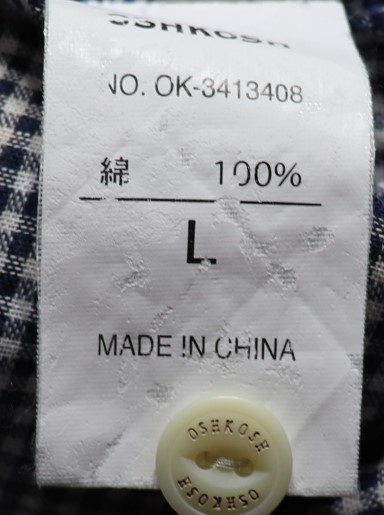 OSHKOSH
NO. OK-3413408
綿 100%
L
MADE IN CHINA
OSHKOSH
OSHKOSH